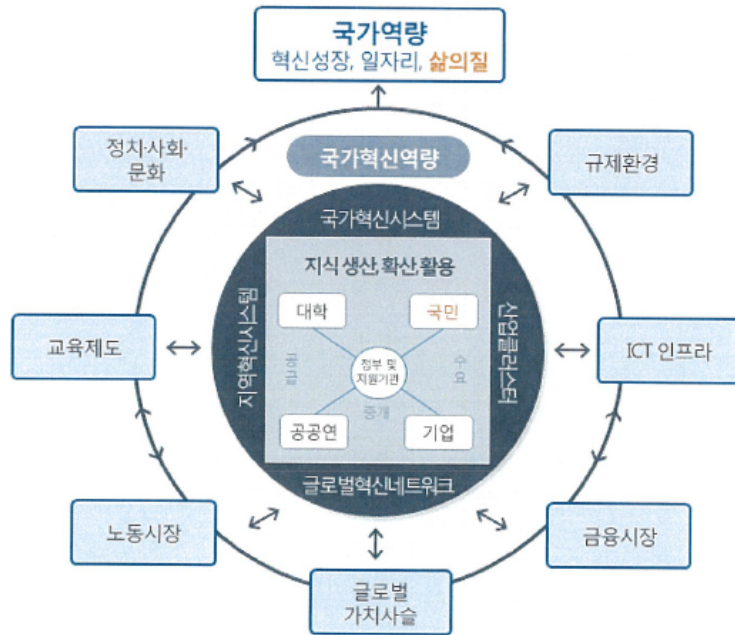 국가역량
혁신성장, 일자리, 삶의질
정치·사회·
문화
국가혁신역량
규제환경
국가혁신시스템
지식 생산, 확산, 활용
대학
국민
지역혁신시스템
산업클러스터
교육제도
공급
정부 및
지원기관
수요
ICT 인프라
중개
공공연
기업
글로벌혁신네트워크
노동시장
금융시장
글로벌
가치사슬